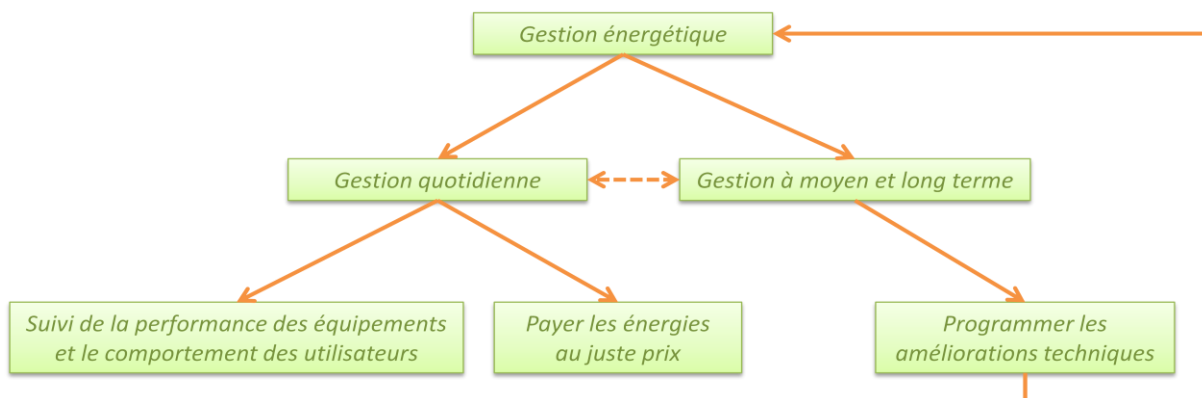 Gestion énergétique
Gestion quotidienne
Gestion à moyen et long terme
Suivi de la performance des équipements
et le comportement des utilisateurs
Payer les énergies
au juste prix
Programmer les
améliorations techniques